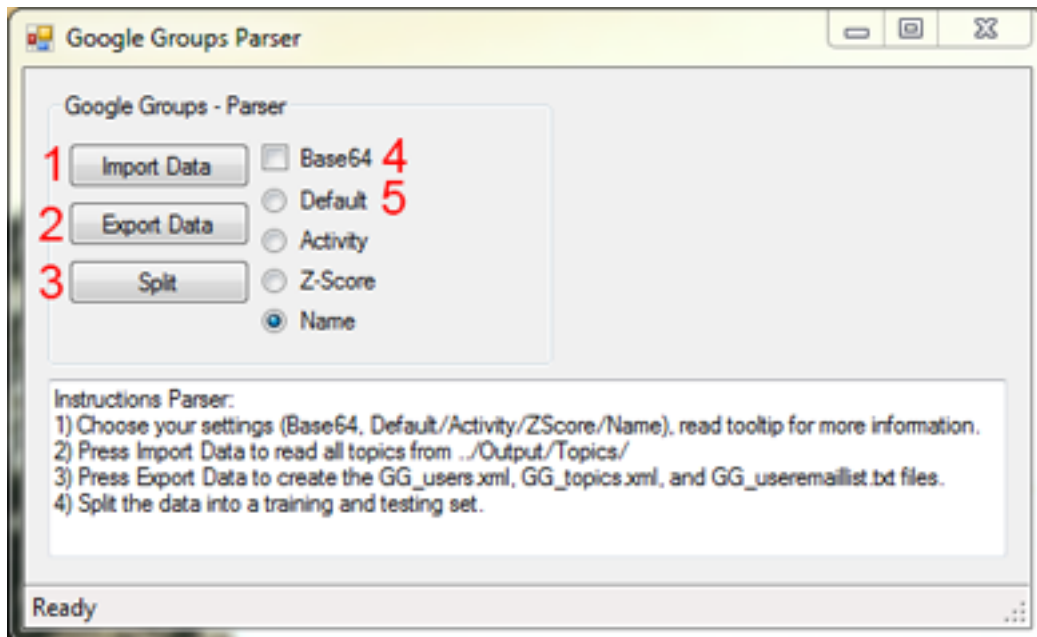 Google Groups Parser
Google Groups - Parser
1 Import Data
Base64 4
Default 5
2 Export Data
Activity
3 Split
Z-Score
Name
Instructions Parser:
1) Choose your settings (Base64, Default/Activity/ZScore/Name), read tooltip for more information.
2) Press Import Data to read all topics from ../Output/Topics/
3) Press Export Data to create the GG_users.xml, GG_topics.xml, and GG_useremaillist.txt files.
4) Split the data into a training and testing set.
Ready